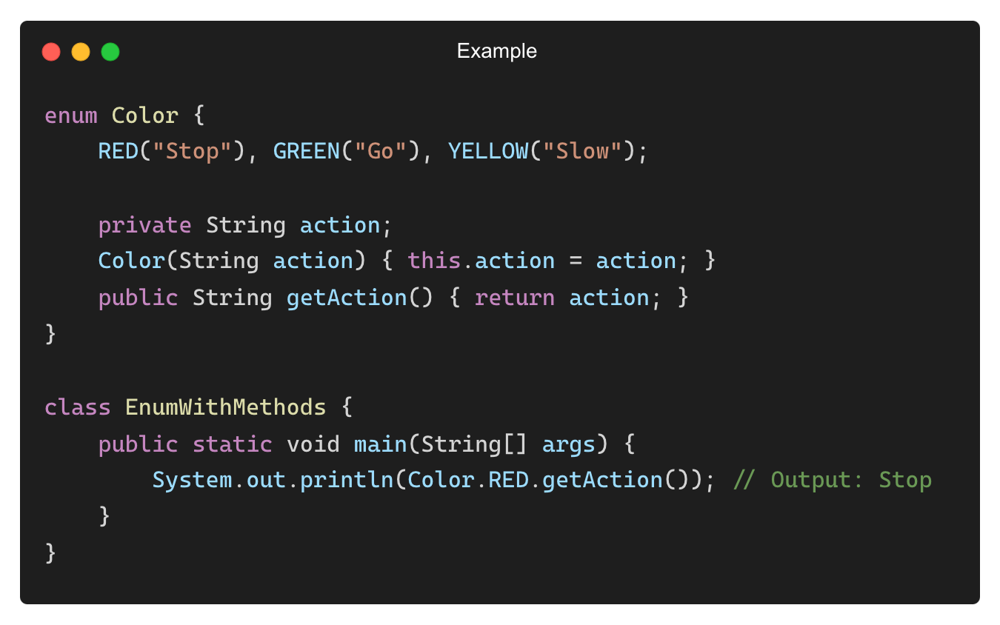 Example
enum Color {
    RED("Stop"), GREEN("Go"), YELLOW("Slow");

    private String action;
    Color(String action) { this.action = action; }
    public String getAction() { return action; }
}

class EnumWithMethods {
    public static void main(String[] args) {
        System.out.println(Color.RED.getAction()); // Output: Stop
    }
}